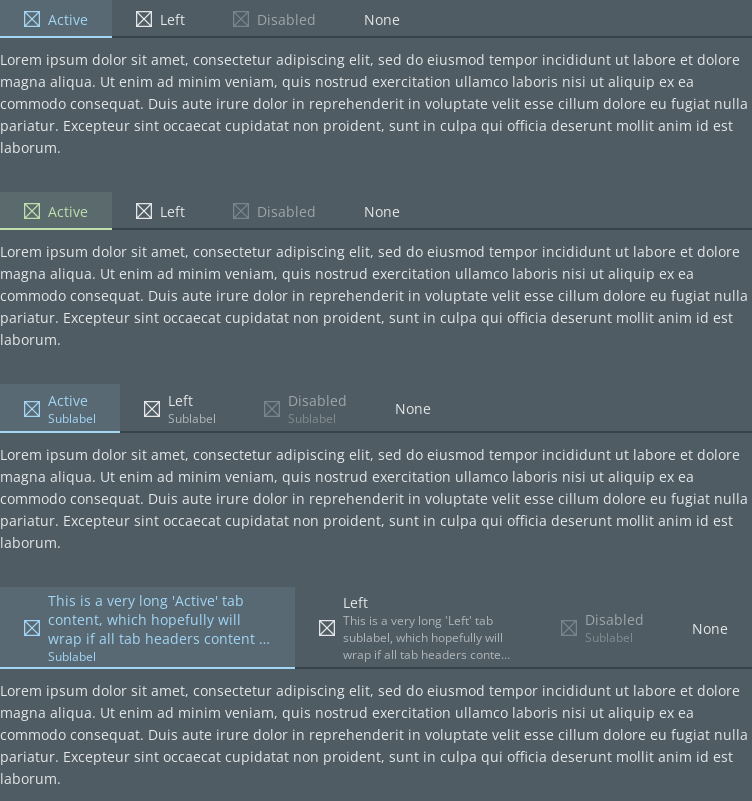 Active Left Disabled None
Lorem ipsum dolor sit amet, consectetur adipiscing elit, sed do eiusmod tempor incididunt ut labore et dolore
magna aliqua. Ut enim ad minim veniam, quis nostrud exercitation ullamco laboris nisi ut aliquip ex ea
commodo consequat. Duis aute irure dolor in reprehenderit in voluptate velit esse cillum dolore eu fugiat nulla
pariatur. Excepteur sint occaecat cupidatat non proident, sunt in culpa qui officia deserunt mollit anim id est
laborum.
Active Left Disabled None
Lorem ipsum dolor sit amet, consectetur adipiscing elit, sed do eiusmod tempor incididunt ut labore et dolore
magna aliqua. Ut enim ad minim veniam, quis nostrud exercitation ullamco laboris nisi ut aliquip ex ea
commodo consequat. Duis aute irure dolor in reprehenderit in voluptate velit esse cillum dolore eu fugiat nulla
pariatur. Excepteur sint occaecat cupidatat non proident, sunt in culpa qui officia deserunt mollit anim id est
laborum.
Active
Sublabel
Left
Sublabel
Disabled
Sublabel
None
Lorem ipsum dolor sit amet, consectetur adipiscing elit, sed do eiusmod tempor incididunt ut labore et dolore
magna aliqua. Ut enim ad minim veniam, quis nostrud exercitation ullamco laboris nisi ut aliquip ex ea
commodo consequat. Duis aute irure dolor in reprehenderit in voluptate velit esse cillum dolore eu fugiat nulla
pariatur. Excepteur sint occaecat cupidatat non proident, sunt in culpa qui officia deserunt mollit anim id est
laborum.
This is a very long 'Active' tab
content, which hopefully will
wrap if all tab headers content ...
Sublabel
Left
This is a very long 'Left' tab
sublabel, which hopefully will
wrap if all tab headers conte...
Disabled
Sublabel
None
Lorem ipsum dolor sit amet, consectetur adipiscing elit, sed do eiusmod tempor incididunt ut labore et dolore
magna aliqua. Ut enim ad minim veniam, quis nostrud exercitation ullamco laboris nisi ut aliquip ex ea
commodo consequat. Duis aute irure dolor in reprehenderit in voluptate velit esse cillum dolore eu fugiat nulla
pariatur. Excepteur sint occaecat cupidatat non proident, sunt in culpa qui officia deserunt mollit anim id est
laborum.